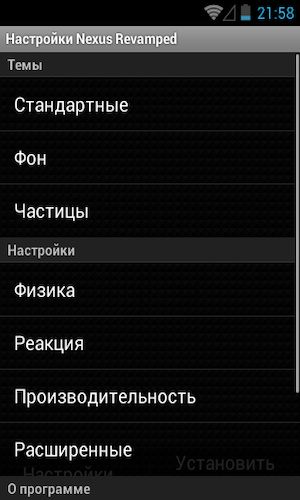 21:58
Настройки Nexus Revamped
Темы
Стандартные
Фон
Частицы
Настройки
Физика
Реакция
Производительность
Расширенные
Настройки
Установить
О программе